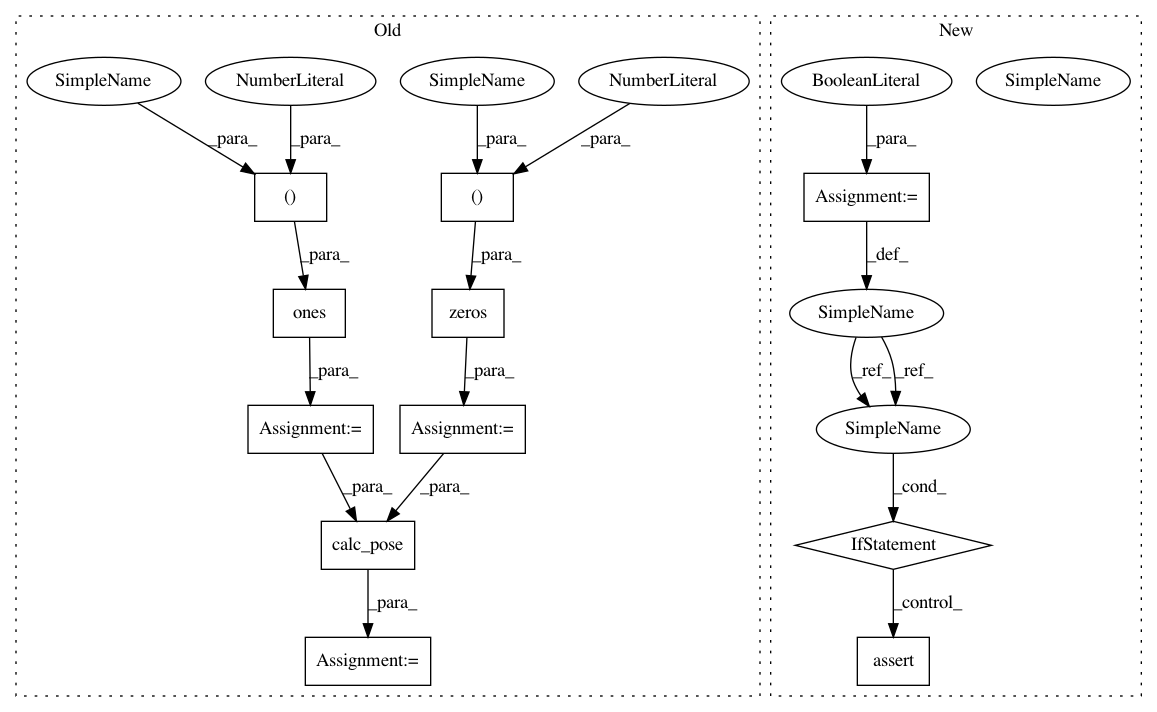 Old
New
SimpleName
NumberLiteral
SimpleName
NumberLiteral
BooleanLiteral
SimpleName
_para_
_para_
_para_
_para_
_para_
()
()
Assignment:=
_para_
_para_
_def_
ones
zeros
SimpleName
_para_
_para_
_ref_
_ref_
Assignment:=
Assignment:=
SimpleName
_para_
_para_
_cond_
calc_pose
IfStatement
_para_
_control_
Assignment:=
assert